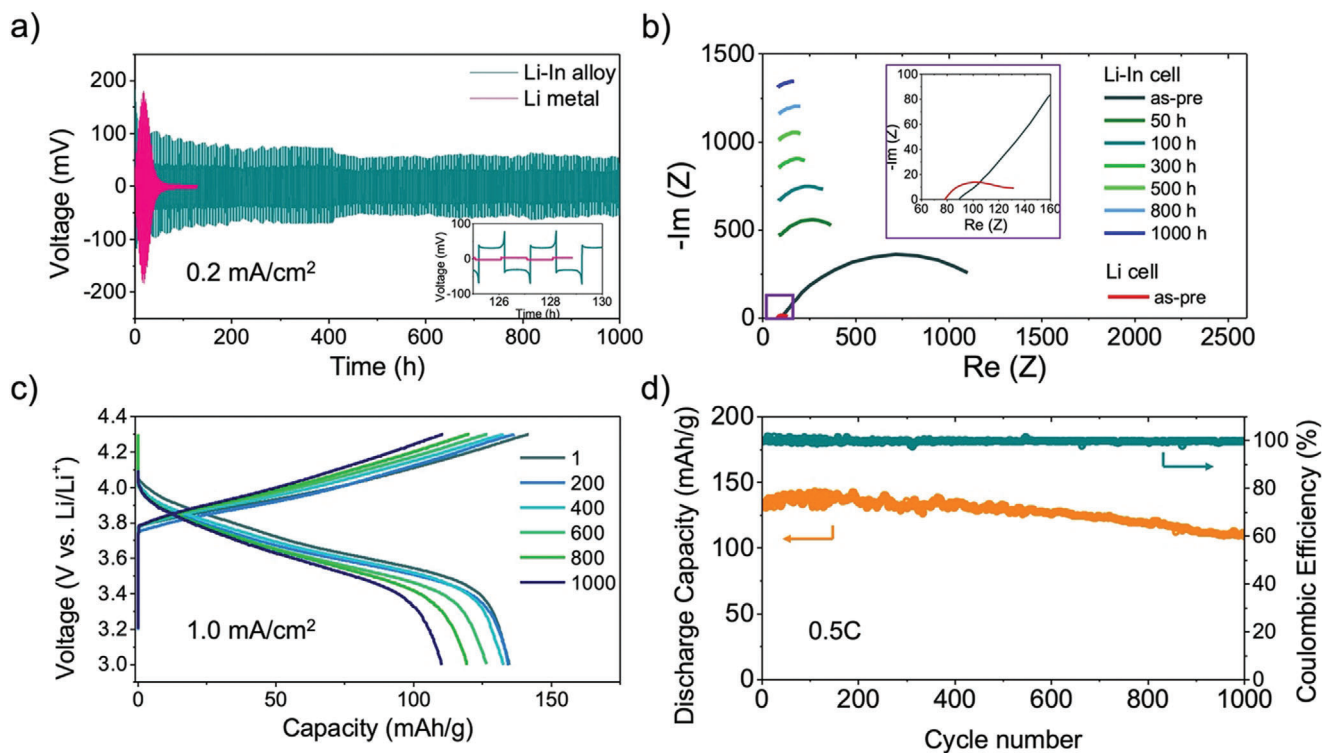 a)
200
100
0
-100
-200
Voltage (mV)
Li-In alloy
Li metal
0.2 mA/cm²
100
0
-100
Voltage (mV)
126
128
130
Time (h)
0
200
400
600
800
1000
Time (h)
b)
1500
1250
1000
750
500
250
0
-Im (Z)
100
80
60
40
20
0
-Im (Z)
60
80
100
120
140
160
Re (Z)
Li-In cell
as-pre
50 h
100 h
300 h
500 h
800 h
1000 h
Li cell
as-pre
0
500
1000
1500
2000
2500
Re (Z)
c)
4.4
4.2
4.0
3.8
3.6
3.4
3.2
3.0
Voltage (V vs. Li/Li⁺)
1
200
400
600
800
1000
1.0 mA/cm²
0
50
100
150
Capacity (mAh/g)
d)
200
175
150
125
100
75
50
25
0
Discharge Capacity (mAh/g)
100
80
60
40
20
0
Coulombic Efficiency (%)
0.5C
0
200
400
600
800
1000
Cycle number